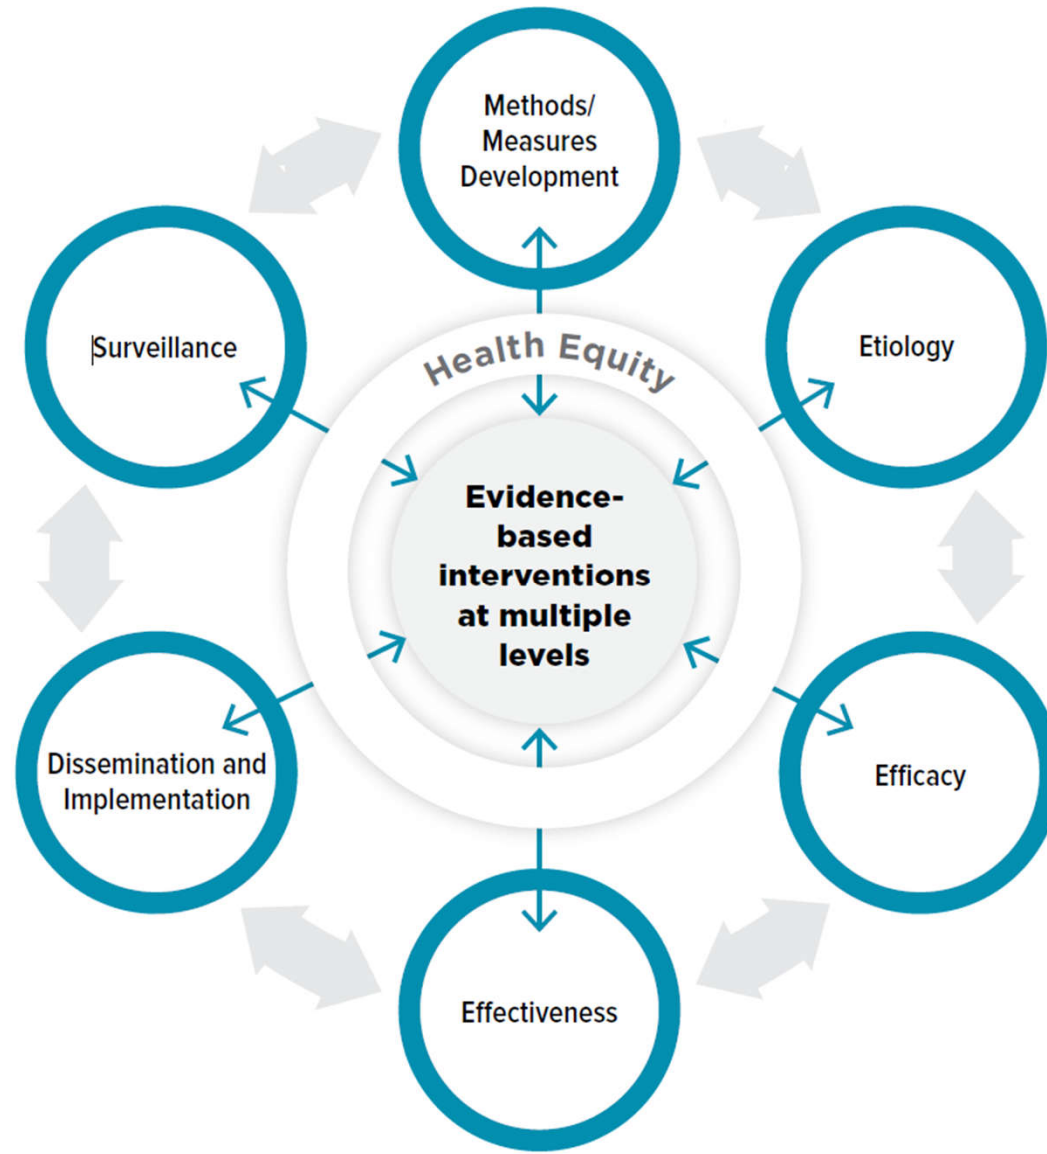 Methods/
Measures
Development
Surveillance
Etiology
Health Equity
Evidence-
based
interventions
at multiple
levels
Dissemination and
Implementation
Efficacy
Effectiveness